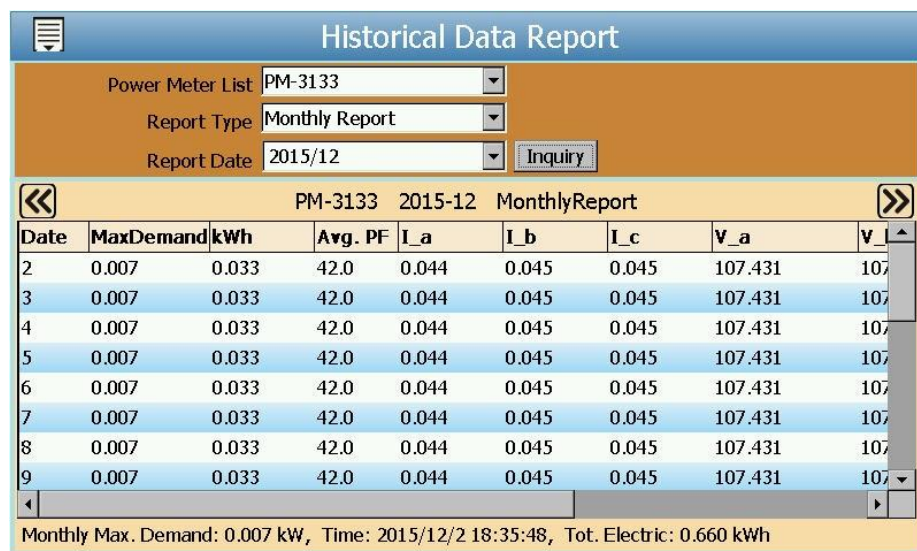 Historical Data Report
Power Meter List PM-3133
Report Type Monthly Report
Report Date 2015/12 Inquiry
PM-3133 2015-12 MonthlyReport
Date MaxDemand kWh Avg. PF I_a I_b I_c V_a
2 0.007 0.033 42.0 0.044 0.045 0.045 107.431 107
3 0.007 0.033 42.0 0.044 0.045 0.045 107.431 107
4 0.007 0.033 42.0 0.044 0.045 0.045 107.431 107
5 0.007 0.033 42.0 0.044 0.045 0.045 107.431 107
6 0.007 0.033 42.0 0.044 0.045 0.045 107.431 107
7 0.007 0.033 42.0 0.044 0.045 0.045 107.431 107
8 0.007 0.033 42.0 0.044 0.045 0.045 107.431 107
9 0.007 0.033 42.0 0.044 0.045 0.045 107.431 107
Monthly Max. Demand: 0.007 kW, Time: 2015/12/2 18:35:48, Tot. Electric: 0.660 kWh